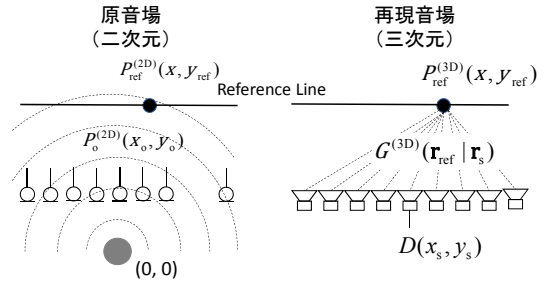 原音場
(二次元)
再現音場
(三次元)
P_ref^(2D)(x, y_ref)
Reference Line
P_ref^(3D)(x, y_ref)
P_o^(2D)(x_o, y_o)
G^(3D)(r_ref | r_s)
D(x_s, y_s)
(0, 0)